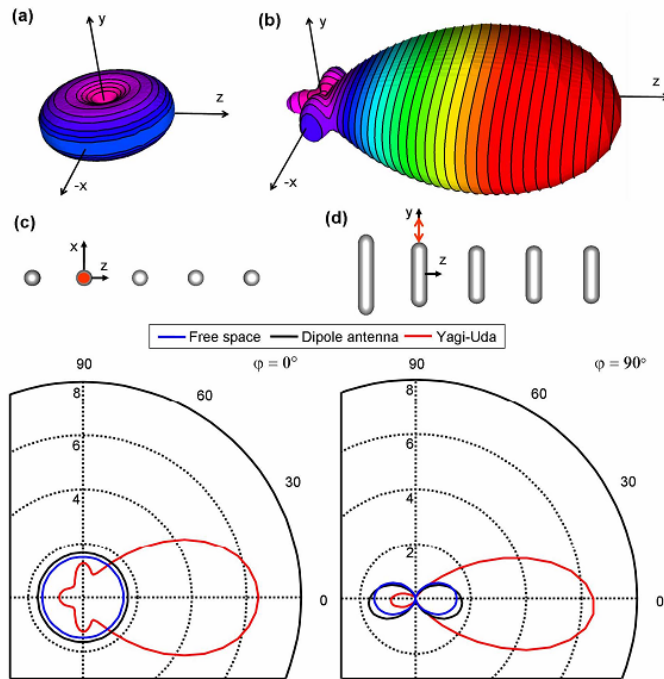 (a)
y
z
-x
(b)
y
z
-x
(c)
x
z
(d)
y
z
Free space Dipole antenna Yagi-Uda
90
φ = 0°
8
60
6
4
30
0
90
φ = 90°
8
60
6
4
30
2
0